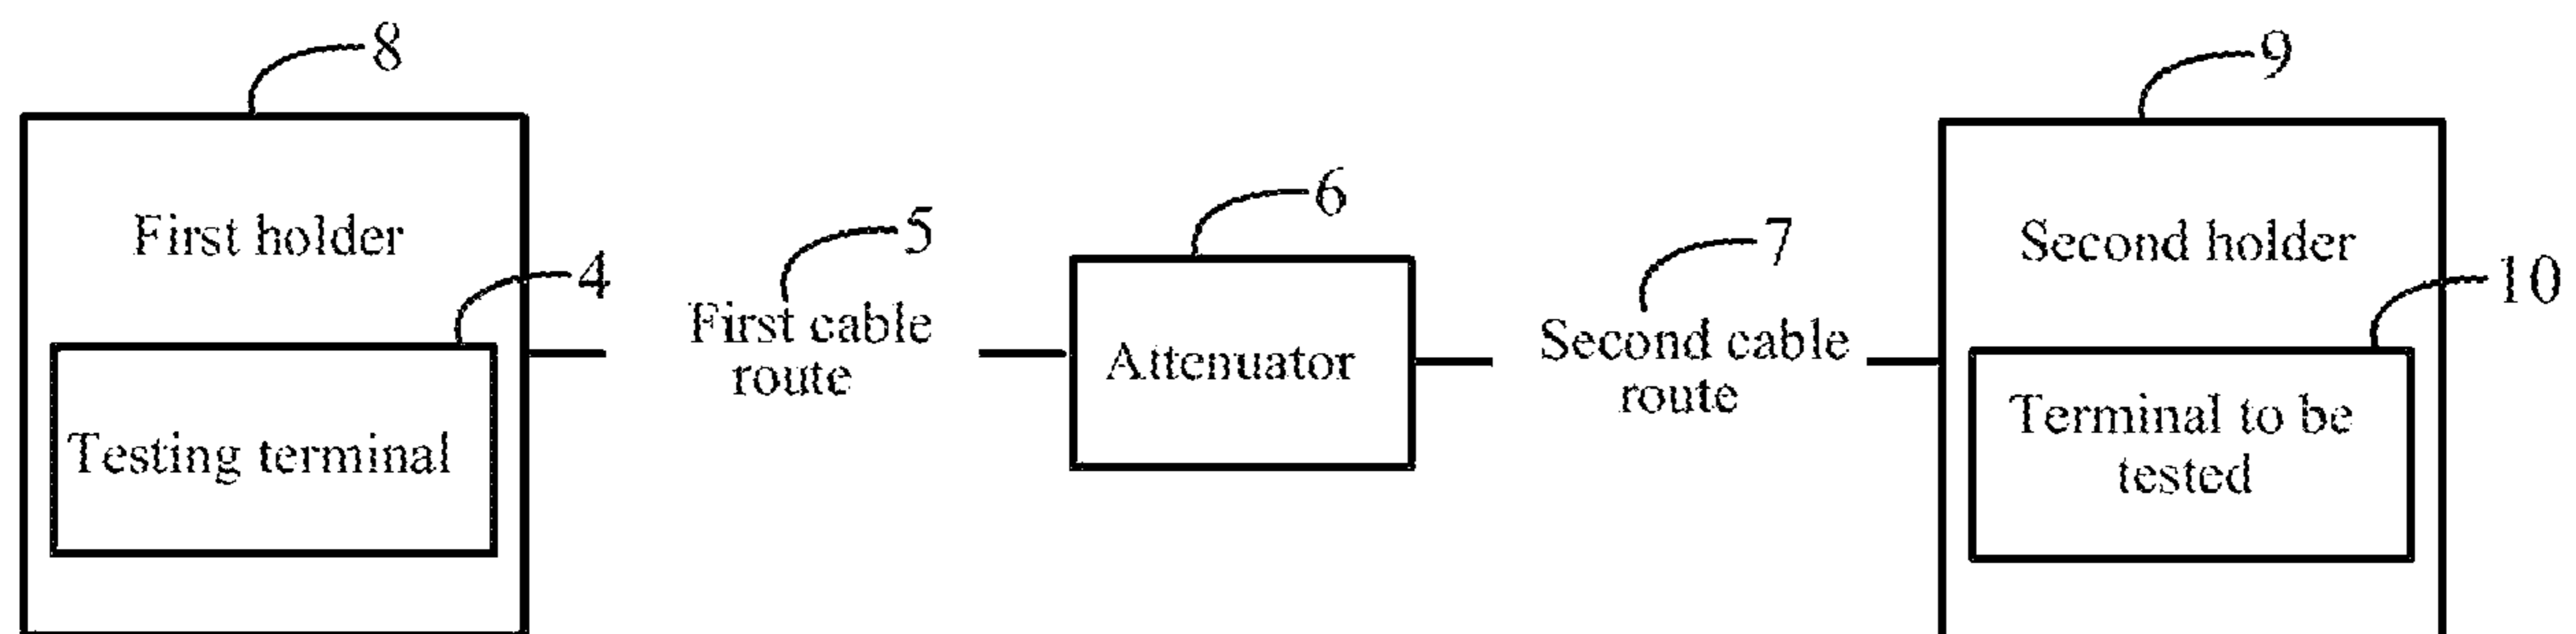 8
9
6
5
7
First holder
Second holder
4
10
First cable
route
Second cable
route
Attenuator
Terminal to be
tested
Testing terminal